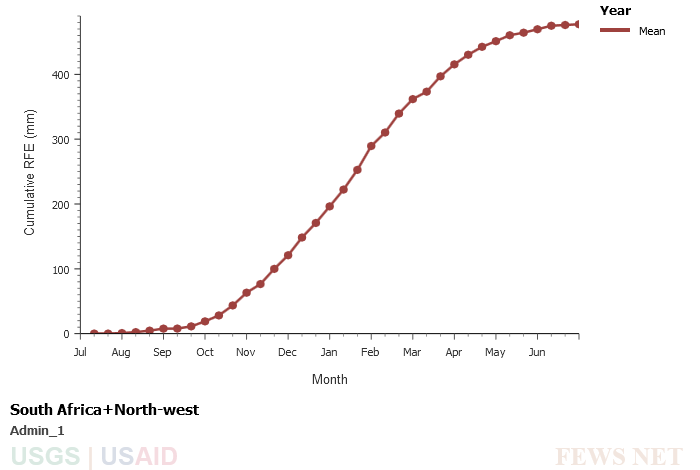 Year
Mean
Cumulative RFE (mm)
400
300
200
100
0
Jul Aug Sep Oct Nov Dec Jan Feb Mar Apr May Jun
Month
South Africa+North-west
Admin_1
USGS | USAID
FEWS NET